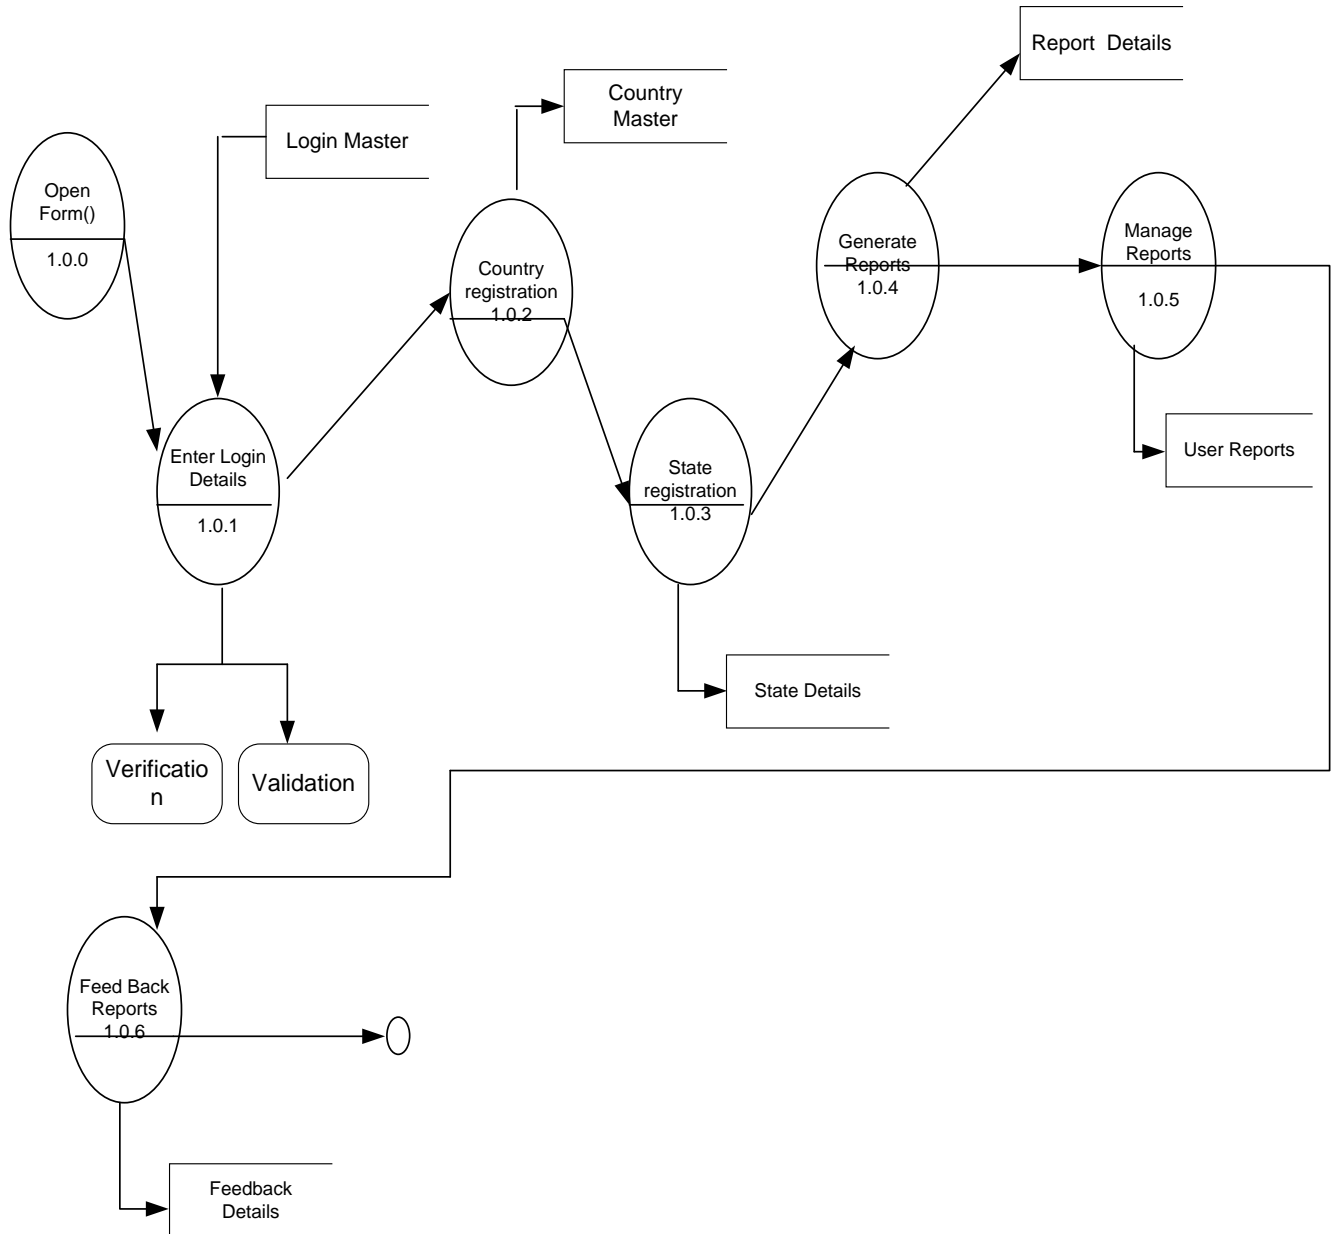 Report  Details
Country
Master
Login Master
Open
Form()
1.0.0
Country
registration
1.0.2
Generate
Reports
1.0.4
Manage
Reports
1.0.5
Enter Login
Details
1.0.1
State
registration
1.0.3
User Reports
State Details
Verificatio
n
Validation
Feed Back
Reports
1.0.6
Feedback
Details